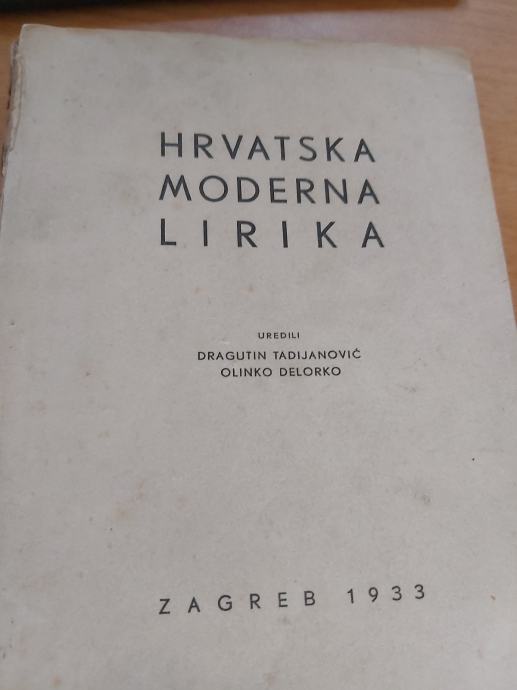 HRVATSKA
MODERNA
LIRIKA
UREDILI
DRAGUTIN TADIJANOVIĆ
OLINKO DELORKO
ZAGREB 1933